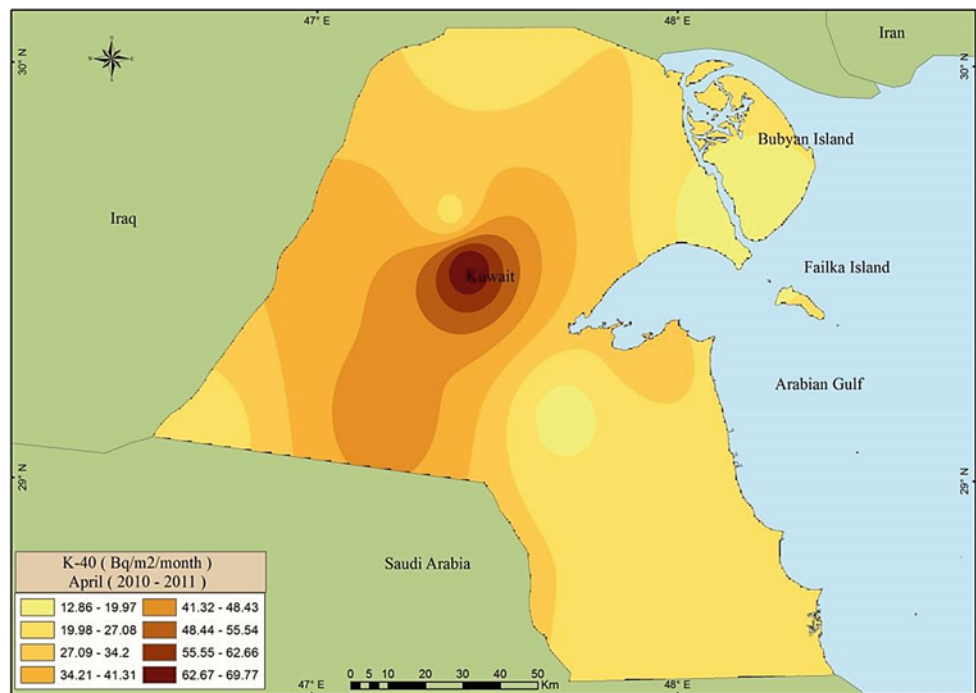 47° E
48° E
Iran
30° N
30° N
Bubyan Island
Iraq
Failka Island
Kuwait
Arabian Gulf
29° N
29° N
Saudi Arabia
K-40 ( Bq/m2/month )
April ( 2010 - 2011 )
12.86 - 19.97
41.32 - 48.43
19.98 - 27.08
48.44 - 55.54
27.09 - 34.2
55.55 - 62.66
34.21 - 41.31
62.67 - 69.77
0 5 10 20 30 40 50
Km
47° E
48° E